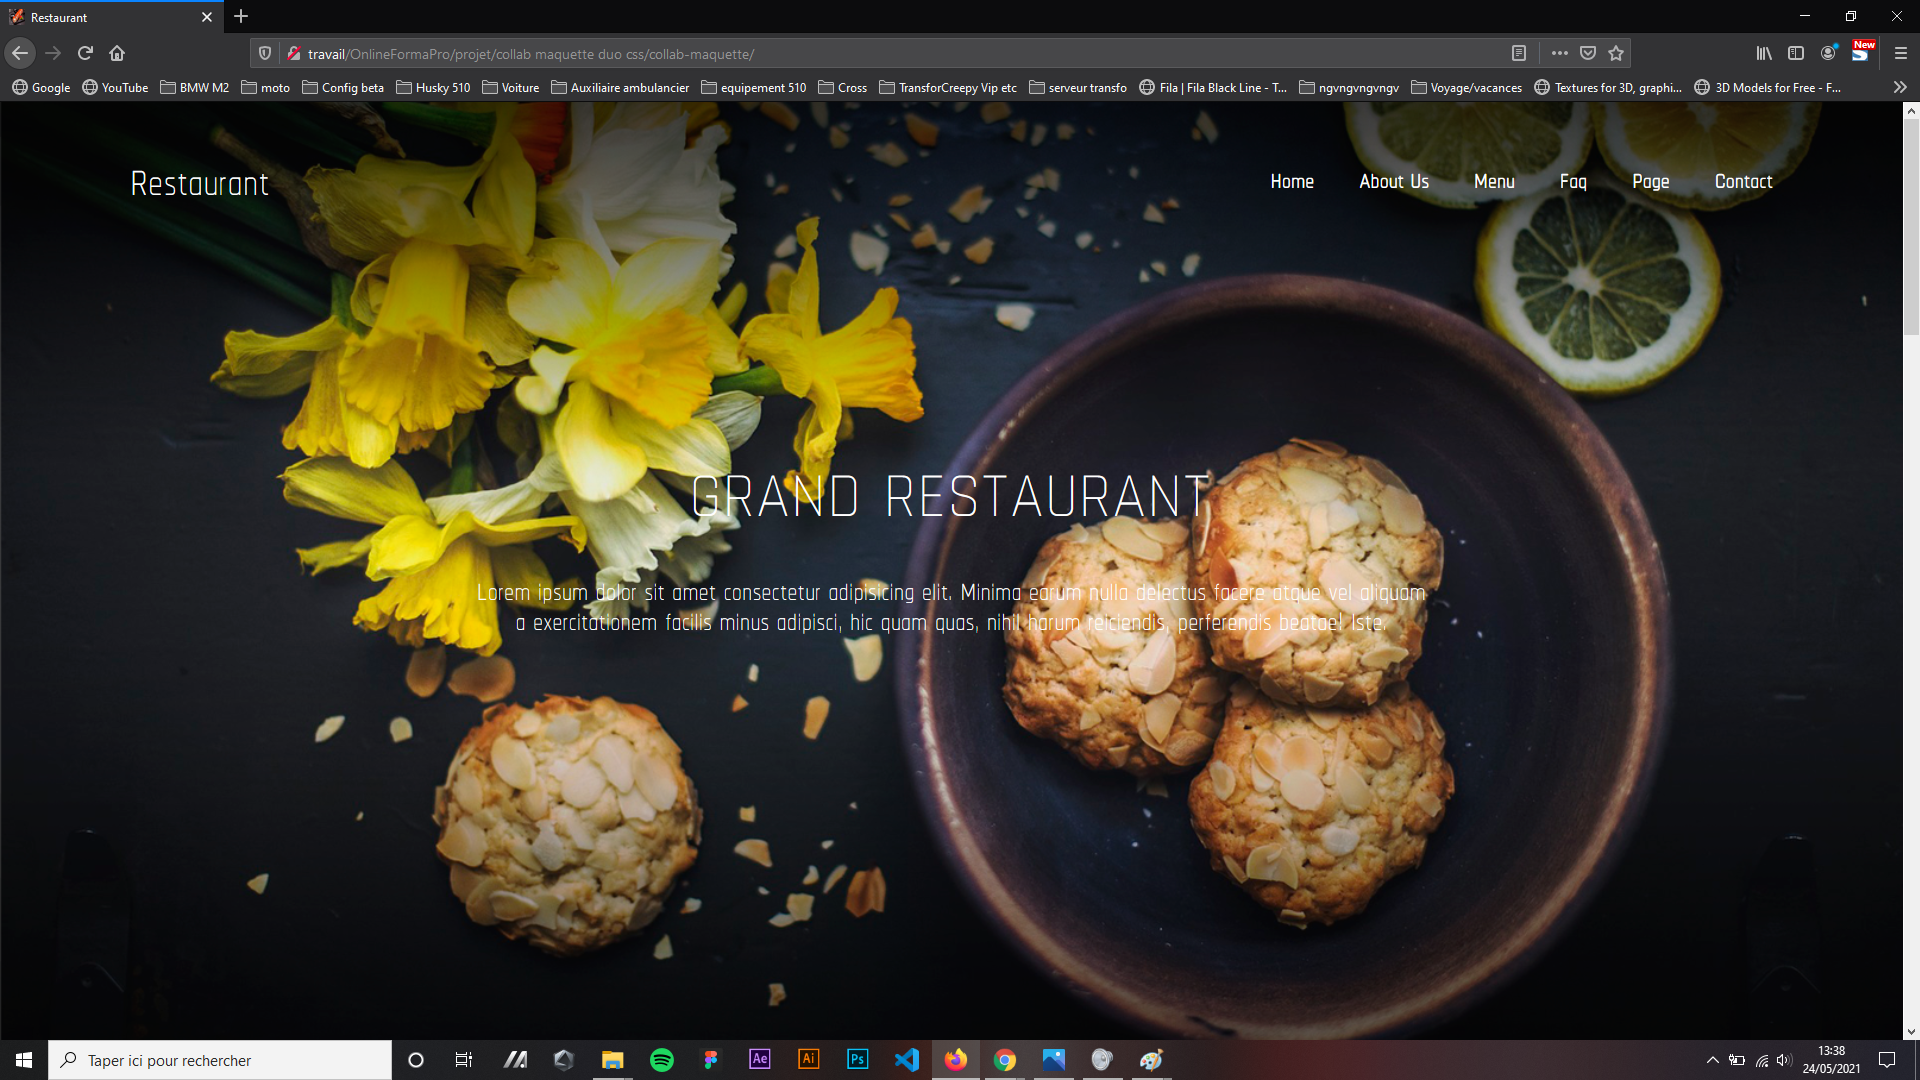 Restaurant
travail/OnlineFormaPro/projet/collab maquette duo css/collab-maquette/
New
Google YouTube BMW M2 moto Config beta Husky 510 Voiture Auxiliaire ambulancier equipement 510 Cross TransforCreepy Vip etc serveur transfo Fila | Fila Black Line - T... ngvngvngvngv Voyage/vacances Textures for 3D, graphi... 3D Models for Free - F...
Restaurant
Home About Us Menu Faq Page Contact
GRAND RESTAURANT
Lorem ipsum dolor sit amet consectetur adipisicing elit. Minima earum nulla delectus facere atque vel aliquam
a exercitationem facilis minus adipisci, hic quam quas, nihil harum reiciendis, perferendis beatae! Iste.
Taper ici pour rechercher
Ae Ai Ps
13:38
24/05/2021